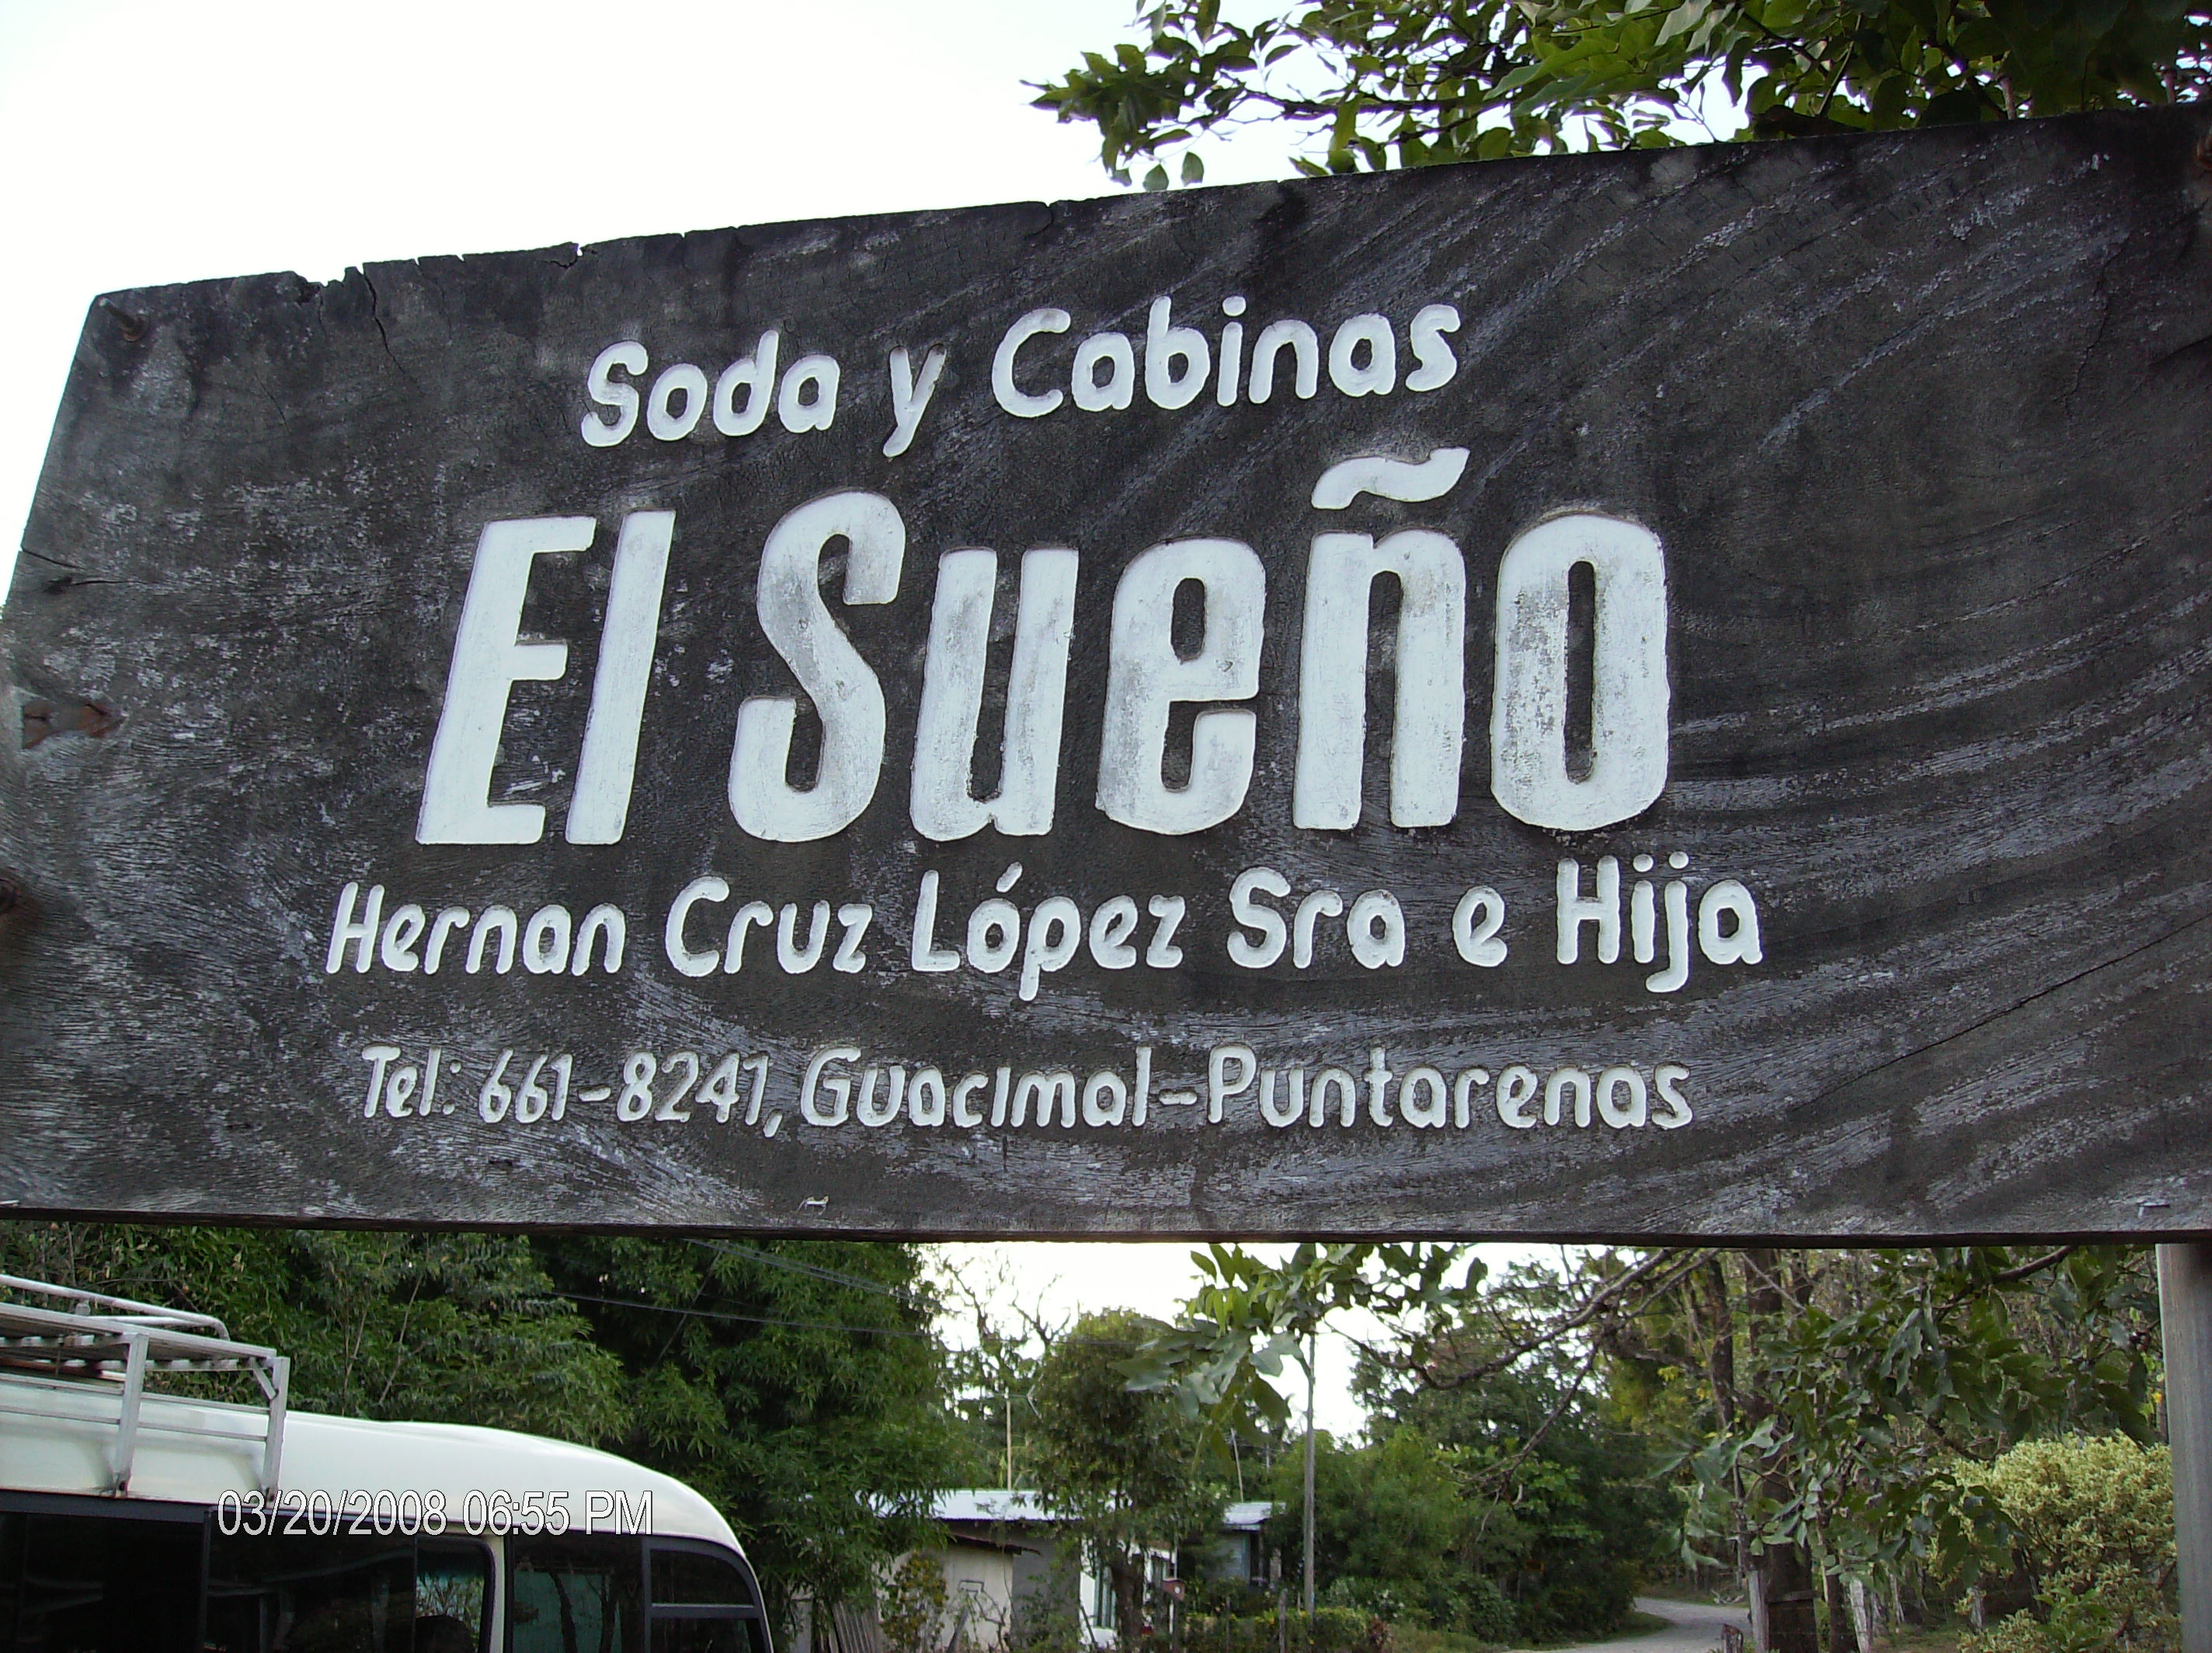 Soda y Cabinas
El Sueño
Hernan Cruz López Sra e Hija
Tel: 661-8241, Guacimal-Puntarenas
03/20/2008 06:55 PM